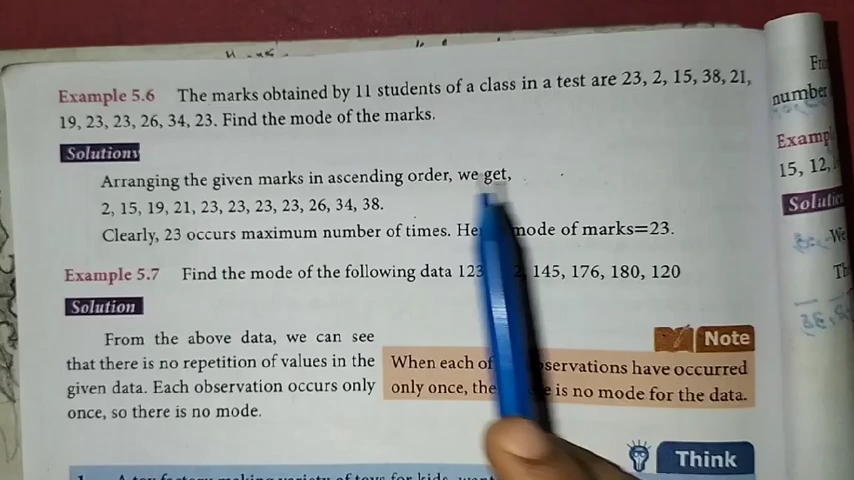 Example 5.6 The marks obtained by 11 students of a class in a test are 23, 2, 15, 38, 21,
19, 23, 23, 26, 34, 23. Find the mode of the marks.
Solution
Arranging the given marks in ascending order, we get,
2, 15, 19, 21, 23, 23, 23, 23, 26, 34, 38.
Clearly, 23 occurs maximum number of times. mode of marks=23.
Example 5.7 Find the mode of the following data 123 145, 176, 180, 120
Solution
From the above data, we can see
that there is no repetition of values in the
given data. Each observation occurs only
once, so there is no mode.
Note
When each of observations have occurred
only once, is no mode for the data.
Think
number
15, 12,
We